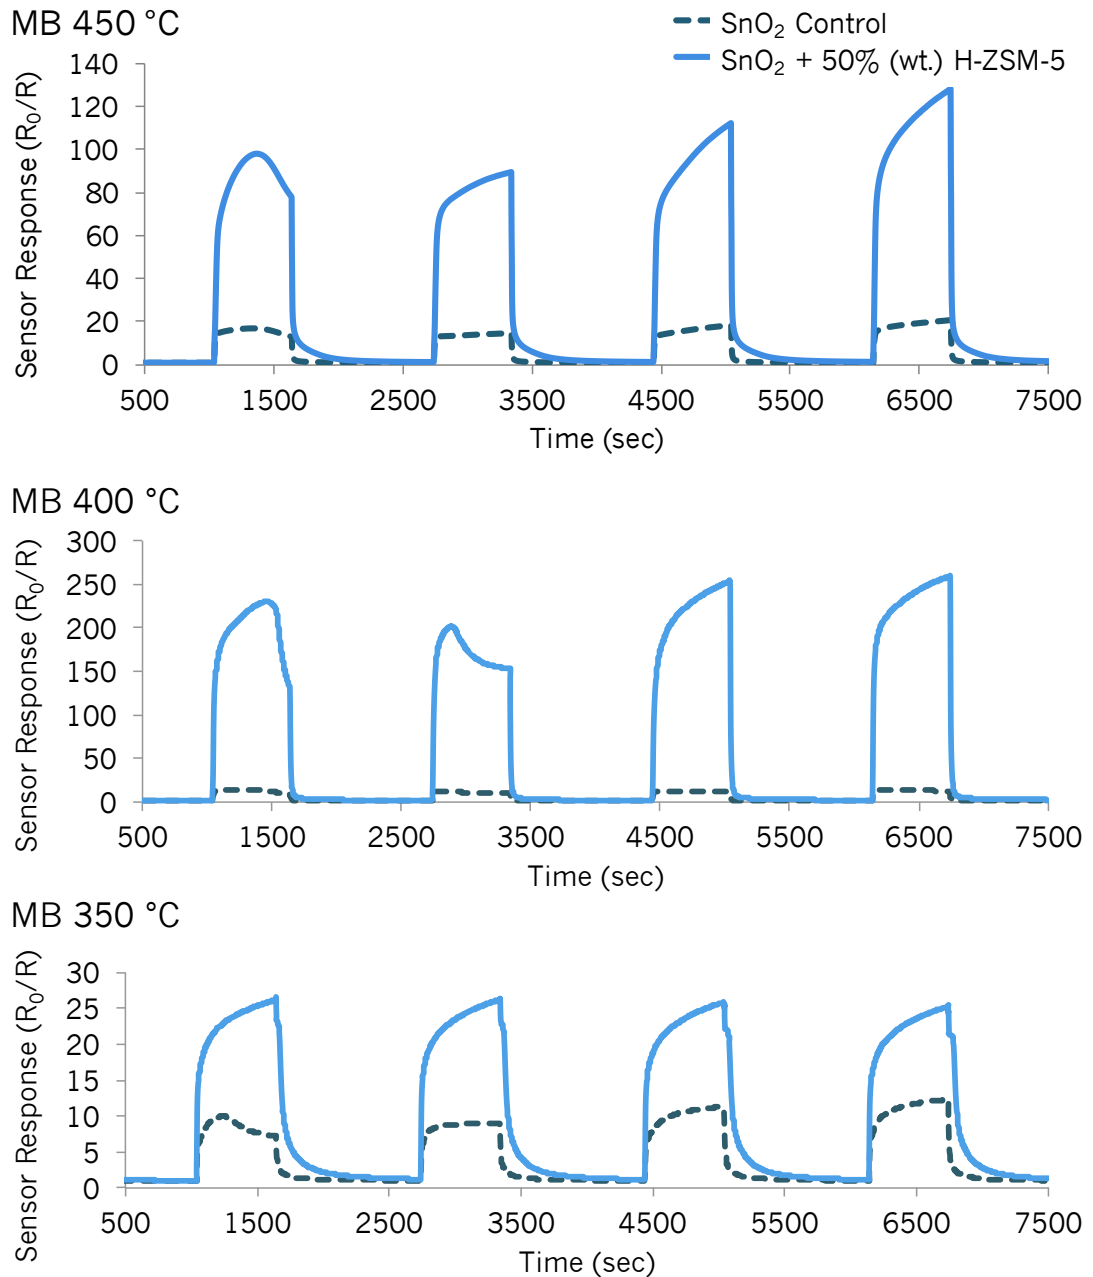 MB 450 °C
SnO₂ Control
SnO₂ + 50% (wt.) H-ZSM-5
Sensor Response (R₀/R)
140
120
100
80
60
40
20
0
500 1500 2500 3500 4500 5500 6500 7500
Time (sec)
MB 400 °C
Sensor Response (R₀/R)
300
250
200
150
100
50
0
500 1500 2500 3500 4500 5500 6500 7500
Time (sec)
MB 350 °C
Sensor Response (R₀/R)
30
25
20
15
10
5
0
500 1500 2500 3500 4500 5500 6500 7500
Time (sec)